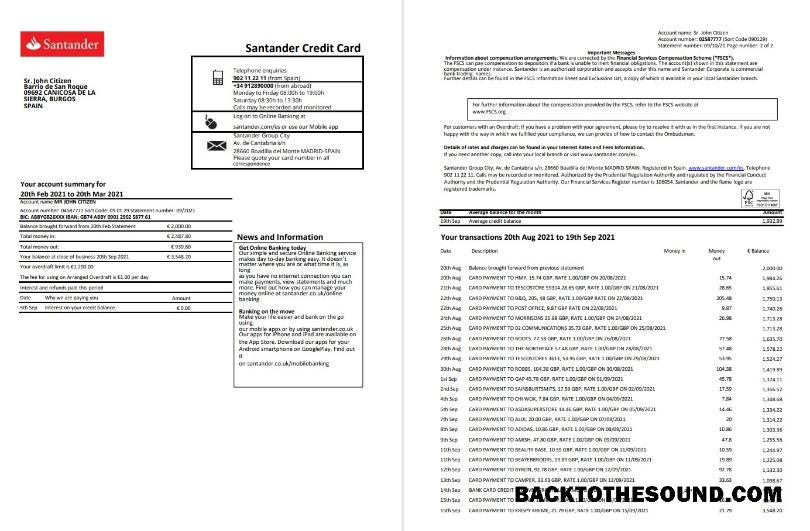 Santander
Santander Credit Card
Sr. John Citizen
Barrio de San Roque
09692 CANICOSA DE LA
SIERRA, BURGOS
SPAIN
Telephone enquiries
902 11 22 11 (from Spain)
+34 912890000 (from abroad)
Monday to Friday 08:00h to 19:00h
Saturday 08:30h to 13:30h
Calls may be recorded and monitored
Log on to Online Banking at
santander.com/es or use our Mobile app
Santander Group City
Av. de Cantabria s/n
28660 Boadilla del Monte MADRID-SPAIN
Please quote your card number in all
correspondence
Your account summary for
20th Feb 2021 to 20th Mar 2021
Account name MR JOHN CITIZEN
Balance brought forward from 20th Feb Statement € 2,000.00
Total money in: € 2,487.80
Total money out: € 939.60
Your balance at close of business 20th Sep 2021 € 3,548.20
Your overdraft limit is £1,200.00
The fee for using an Arranged Overdraft is €1.00 per day
Interest and refunds paid this period
Date Why we are paying you Amount
5th Sep Interest on your credit balance € 0.00
News and Information
Get Online Banking today
Our simple and secure Online Banking service
makes day-to-day banking easy. It doesn't
matter where you are or what time it is, as
long
as you have no internet connection you can
make payments, view statements and much
more. Find out how you can manage your
money online at santander.co.uk/online
banking.
Banking on the move
Make your life easier and bank on the go
using
our mobile apps or by using santander.co.uk
Our apps for iPhone and iPad are available on
the App Store. Download our apps for your
Android smartphone on GooglePlay. Find out
it
on santander.co.uk/mobilebanking
Account name: Sr. John Citizen
Account number: 02587777 (Sort Code 090129)
Statement number: 09/10/21 Page number: 2 of 2
Important Messages
Information about compensation arrangements: We are corrected by the Financial Services Compensation Scheme ("FSCS").
The FSCS can pay compensation to depositors if a bank is unable to inert financial obligations. The account(s) shown in this statement are
compensation under instance. Santander is an authorized corporation and accounts under this name and Santander Corporate is commercial
bank trading names.
Further details can be found in the FSCS Information Sheet and Exclusions List, a copy of which is available in your local Santander branch.
For further information about the compensation provided by the FSCS, refer to the FSCS website at
www.FSCS.org.
For customers with an Overdraft: If you have a problem with your agreement, please try to resolve it with us in the first instance. If you are not
happy with the way in which we fulfilled your compliance, we can provide of how to contact the Ombudsman.
Details of rates and charges can be found in your Interest Rates and Fees Information.
If you need another copy, call into your local branch or visit www.santander.com/es.
Santander Group City, Av. de Cantabria s/n, 28660 Boadilla del Monte MADRID-SPAIN. Registered in Spain. www.santander.com/es. Telephone
902 11 22 11. Calls may be recorded or monitored. Authorized by the Prudential Regulation Authority and regulated by the Financial Conduct
Authority and the Prudential Regulation Authority. Our Financial Services Register number is 106054. Santander and the flame logo are
registered trademarks.
FSC
Date Average balance for the month Amount
19th Sep Average credit balance 1,932.89
Your transactions 20th Aug 2021 to 19th Sep 2021
Date Description Money in Money out € Balance
20th Aug Balance brought forward from previous statement 2,000.00
20th Aug CARD PAYMENT TO HMV, 15.74 GBP, RATE 1.00/GBP ON 20/08/2021 15.74 1,984.26
21th Aug CARD PAYMENT TO TESCOSTORE 59314.28.65 GBP, RATE 1.00/GBP ON 21/08/2021 28.65 1,955.61
22th Aug CARD PAYMENT TO B&Q, 205.48 GBP, RATE 1.00/GBP ON 22/08/2021 205.48 1,750.13
22th Aug CARD PAYMENT TO POST OFFICE, 9.87 GBP RATE 1.00/GBP ON 22/08/2021 9.87 1,740.26
24th Aug CARD PAYMENT TO MORRISONS 26.98 GBP, RATE 1.00/GBP ON 24/08/2021 26.98 1,713.28
25th Aug CARD PAYMENT TO 02 COMMUNICATIONS 35.73 GBP, RATE 1.00/GBP ON 25/08/2021 1,713.28
26th Aug CARD PAYMENT TO BOOTS, 77.58 GBP, RATE 1.00/GBP ON 26/08/2021 77.58 1,635.70
28th Aug CARD PAYMENT TO THE NORTHFACE 57.48 GBP, RATE 1.00/GBP ON 28/08/2021 57.48 1,578.22
29th Aug CARD PAYMENT TO TESCOSTORES 3613, 53.95 GBP, RATE 1.00/GBP ON 29/08/2021 53.95 1,524.27
30th Aug CARD PAYMENT TO ROBBS, 104.38 GBP, RATE 1.00/GBP ON 30/08/2021 104.38 1,419.89
1st Sep CARD PAYMENT TO GAP 45.78 GBP, RATE 1.00/GBP ON 01/09/2021 45.78 1,374.11
2nd Sep CARD PAYMENT TO SAINSBURYSMTS, 17.59 GBP, RATE 1.00/GBP ON 02/09/2021 17.59 1,356.52
4th Sep CARD PAYMENT TO CHI WOK, 7.84 GBP, RATE 1.00/GBP ON 04/09/2021 7.84 1,348.68
5th Sep CARD PAYMENT TO ASDASUPERSTORE 14.46 GBP, RATE 1.00/GBP ON 05/09/2021 14.46 1,334.22
7th Sep CARD PAYMENT TO ALDI, 20.00 GBP, RATE 1.00/GBP ON 07/09/2021 20 1,314.22
8th Sep CARD PAYMENT TO ADIDAS, 10.86 GBP, RATE 1.00/GBP ON 08/09/2021 10.86 1,303.36
9th Sep CARD PAYMENT TO AMISH, 47.80 GBP, RATE 1.00/GBP ON 09/09/2021 47.8 1,255.56
11th Sep CARD PAYMENT TO BEAUTY BASE, 10.59 GBP, RATE 1.00/GBP ON 11/09/2021 10.59 1,244.97
11th Sep CARD PAYMENT TO BEAVERBROOKS, 19.89 GBP, RATE 1.00/GBP ON 11/09/2021 19.89 1,225.08
12th Sep CARD PAYMENT TO BYRON, 92.78 GBP, RATE 1.00/GBP ON 12/09/2021 92.78 1,132.30
13th Sep CARD PAYMENT TO CAMPER, 33.63 GBP, RATE 1.00/GBP ON 13/09/2021 33.63 1,098.67
14th Sep BANK CARD CREDIT
15th Sep CARD PAYMENT TO
15th Sep CARD PAYMENT TO KRISPY KREME, 21.79 GBP, RATE 1.00/GBP ON 15/09/2021 21.79 3,548.20
BACKTOTHESOUND.COM